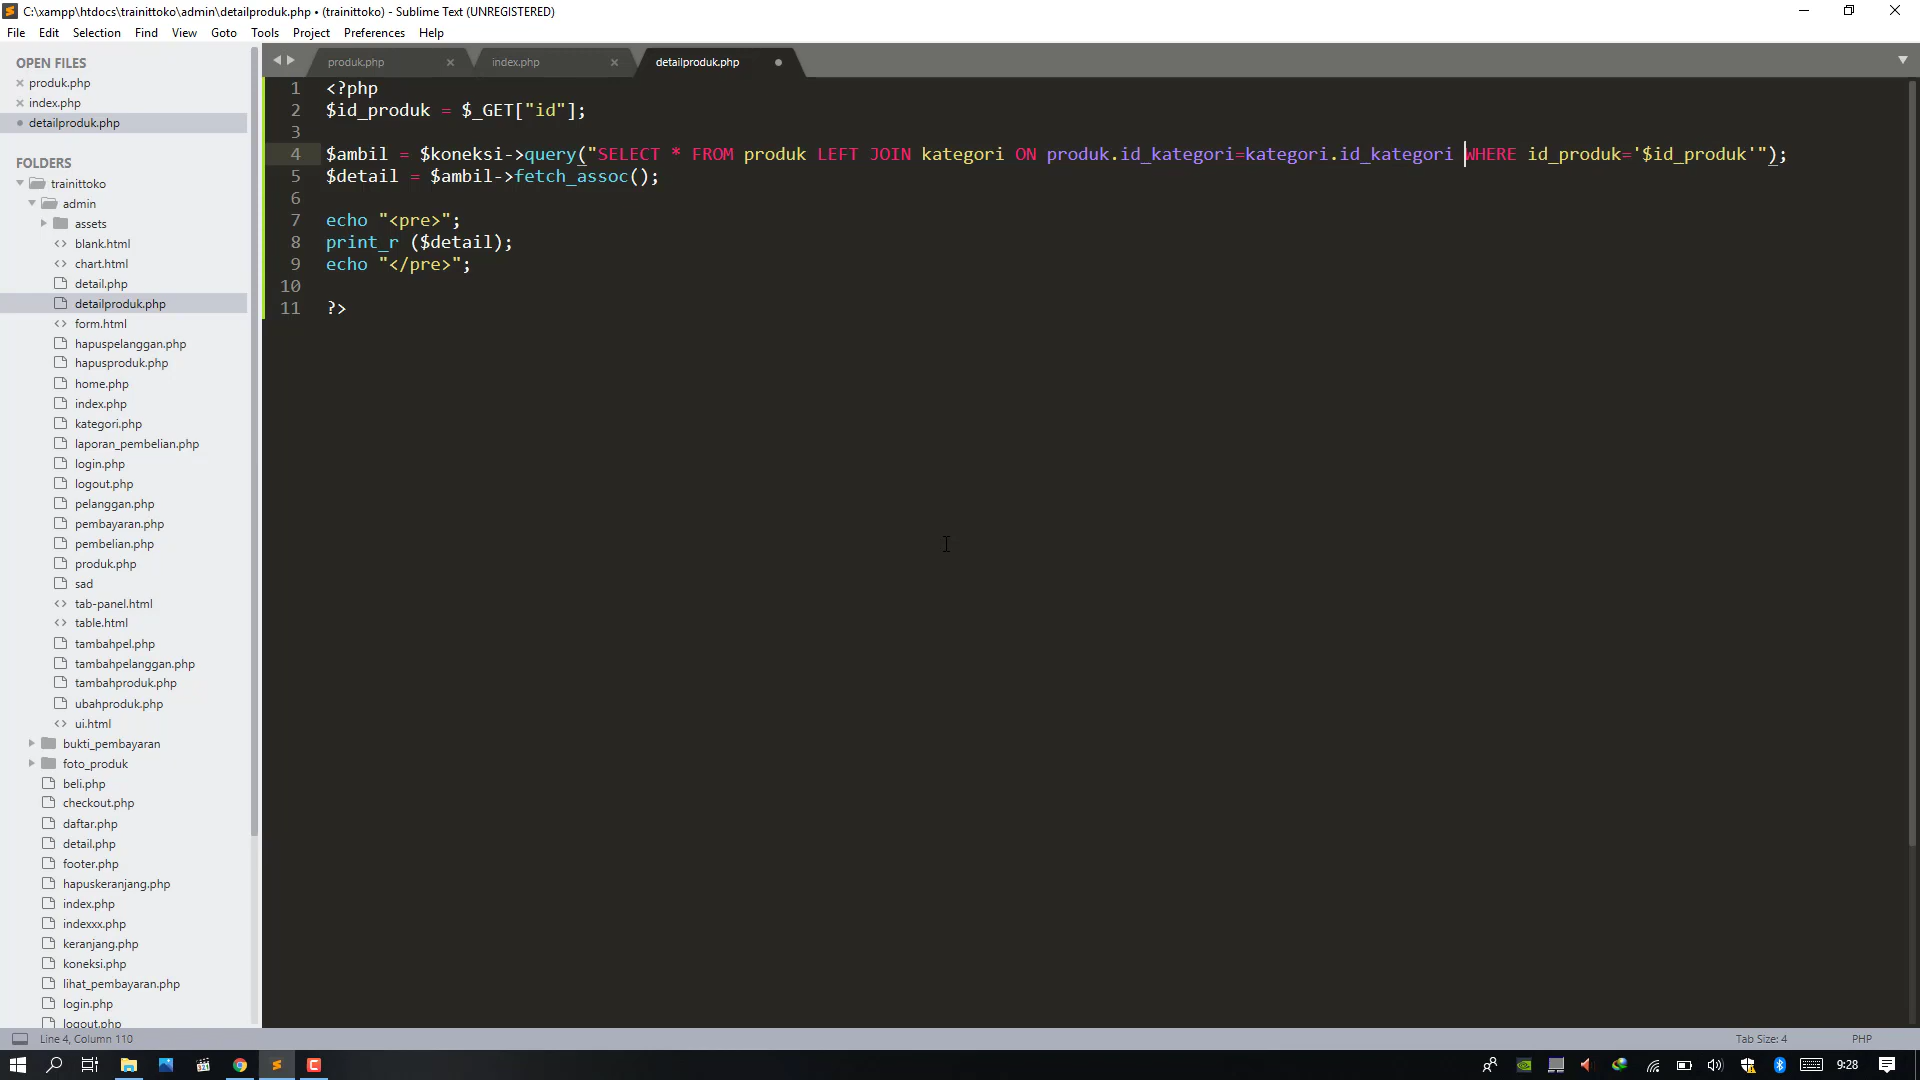 C:\xampp\htdocs\trainittoko\admin\detailproduk.php • (trainittoko) - Sublime Text (UNREGISTERED)
File Edit Selection Find View Goto Tools Project Preferences Help
OPEN FILES
produk.php
index.php
detailproduk.php
FOLDERS
trainittoko
admin
assets
blank.html
chart.html
detail.php
detailproduk.php
form.html
hapuspelanggan.php
hapusproduk.php
home.php
index.php
kategori.php
laporan_pembelian.php
login.php
logout.php
pelanggan.php
pembayaran.php
pembelian.php
produk.php
sad
tab-panel.html
table.html
tambahpel.php
tambahpelanggan.php
tambahproduk.php
ubahproduk.php
ui.html
bukti_pembayaran
foto_produk
beli.php
checkout.php
daftar.php
detail.php
footer.php
hapuskeranjang.php
index.php
indexxx.php
keranjang.php
koneksi.php
lihat_pembayaran.php
login.php
logout.php
produk.php index.php detailproduk.php
1 <?php
2 $id_produk = $_GET["id"];
3
4 $ambil = $koneksi->query("SELECT * FROM produk LEFT JOIN kategori ON produk.id_kategori=kategori.id_kategori WHERE id_produk='$id_produk'");
5 $detail = $ambil->fetch_assoc();
6
7 echo "<pre>";
8 print_r ($detail);
9 echo "</pre>";
10
11 ?>
Line 4, Column 110
Tab Size: 4 PHP
9:28